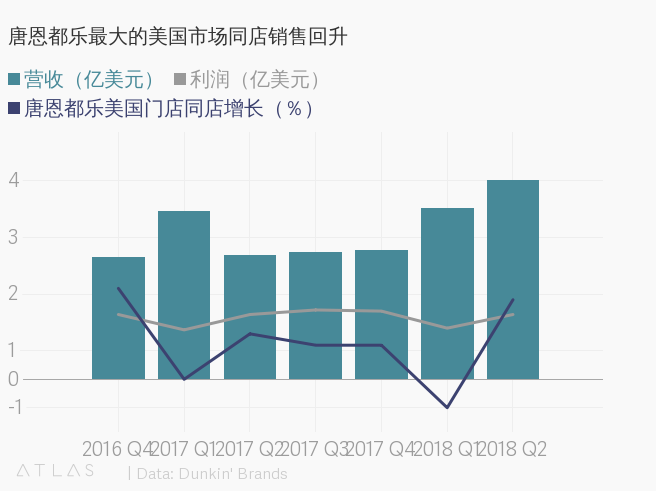 唐恩都乐最大的美国市场同店销售回升
营收（亿美元） 利润（亿美元）
唐恩都乐美国门店同店增长（％）
4
3
2
1
0
-1
2016 Q4 2017 Q1 2017 Q2 2017 Q3 2017 Q4 2018 Q1 2018 Q2
ATLAS | Data: Dunkin' Brands